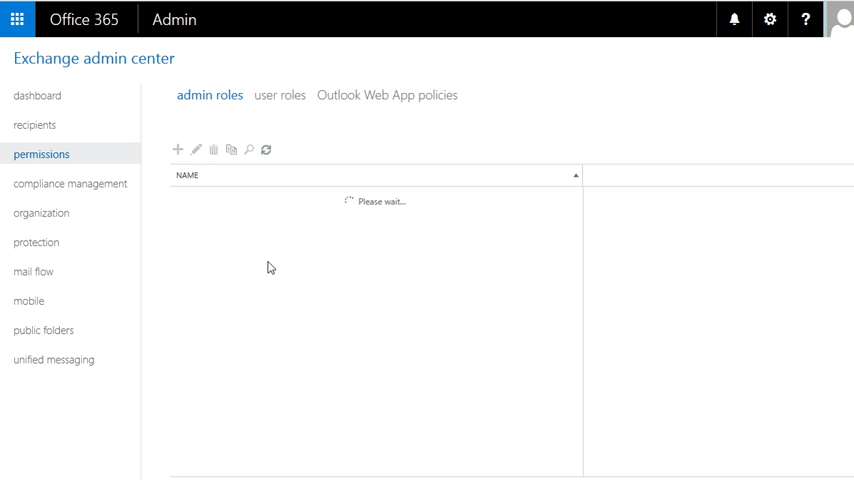 Office 365 Admin ?
Exchange admin center
dashboard
recipients
permissions
compliance management
organization
protection
mail flow
mobile
public folders
unified messaging
admin roles user roles Outlook Web App policies
NAME
Please wait...